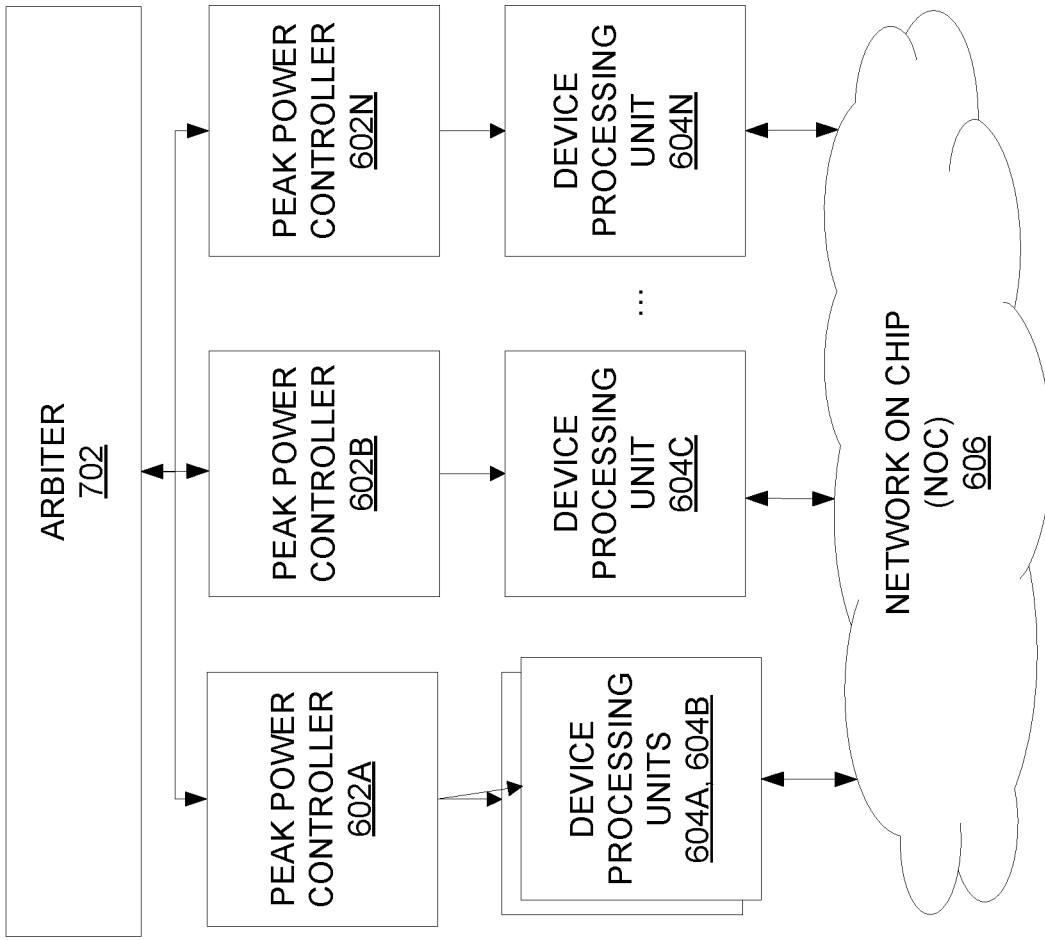 ARBITER
702
PEAK POWER
CONTROLLER
602A
PEAK POWER
CONTROLLER
602B
PEAK POWER
CONTROLLER
602N
DEVICE
PROCESSING
UNITS
604A, 604B
DEVICE
PROCESSING
UNIT
604C
...
DEVICE
PROCESSING
UNIT
604N
NETWORK ON CHIP
(NOC)
606